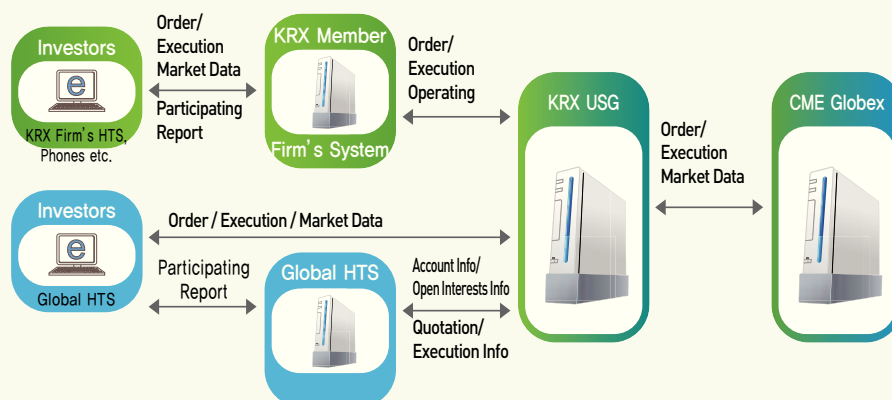 Investors
e
KRX Firm's HTS,
Phones etc.
Order/
Execution
Market Data
Participating
Report
KRX Member
Firm's System
Order/
Execution
Operating
KRX USG
Order/
Execution
Market Data
CME Globex
Investors
e
Global HTS
Order / Execution / Market Data
Participating
Report
Global HTS
Account Info/
Open Interests Info
Quotation/
Execution Info